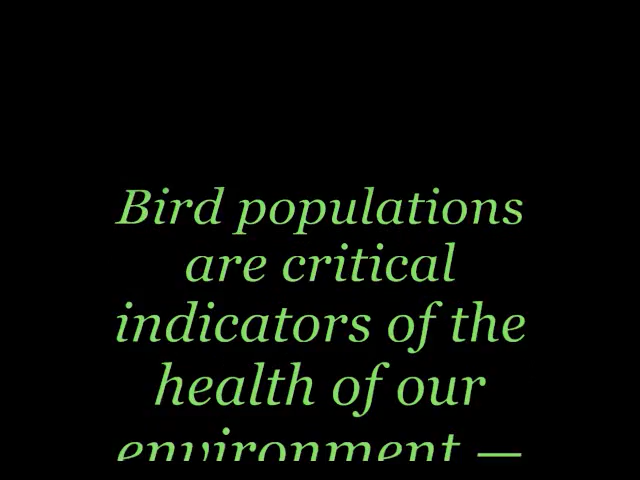 Bird populations
are critical
indicators of the
health of our
environment —